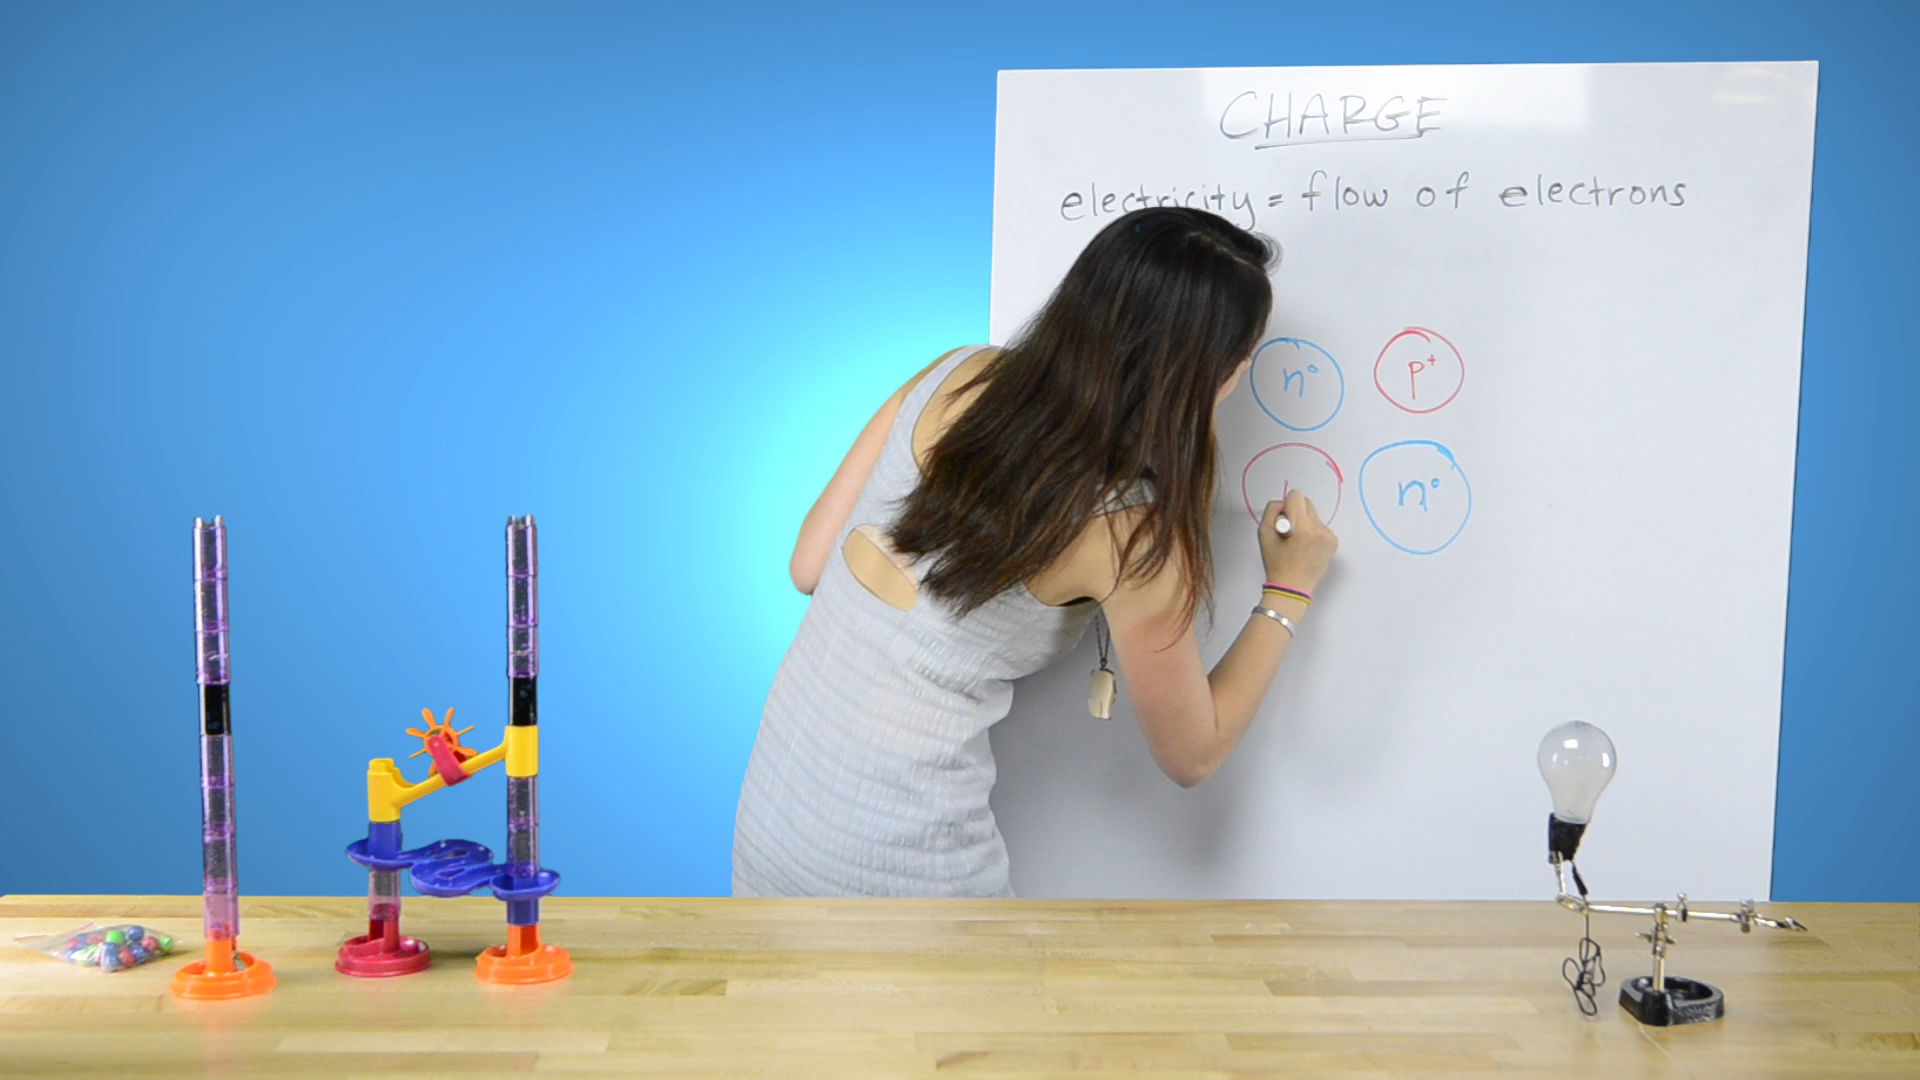 CHARGE
electricity = flow of electrons
n° p⁺
n°